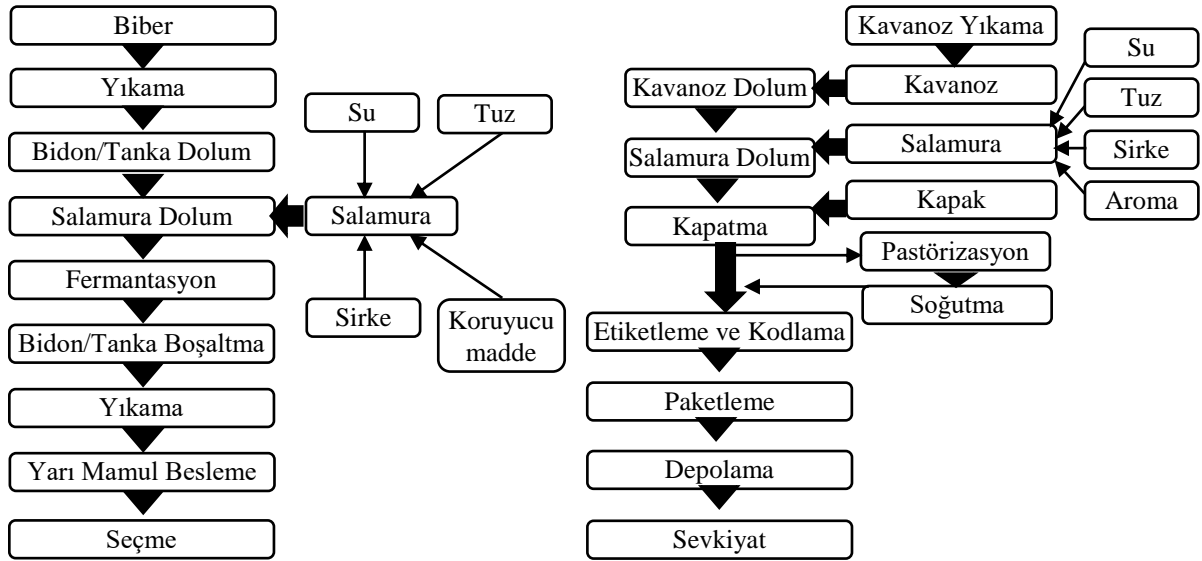 Biber
Yıkama
Bidon/Tanka Dolum
Salamura Dolum
Fermantasyon
Bidon/Tanka Boşaltma
Yıkama
Yarı Mamul Besleme
Seçme
Su
Tuz
Salamura
Sirke
Koruyucu
madde
Kavanoz Yıkama
Kavanoz
Kavanoz Dolum
Salamura
Salamura Dolum
Su
Tuz
Sirke
Aroma
Kapak
Kapatma
Pastörizasyon
Soğutma
Etiketleme ve Kodlama
Paketleme
Depolama
Sevkiyat